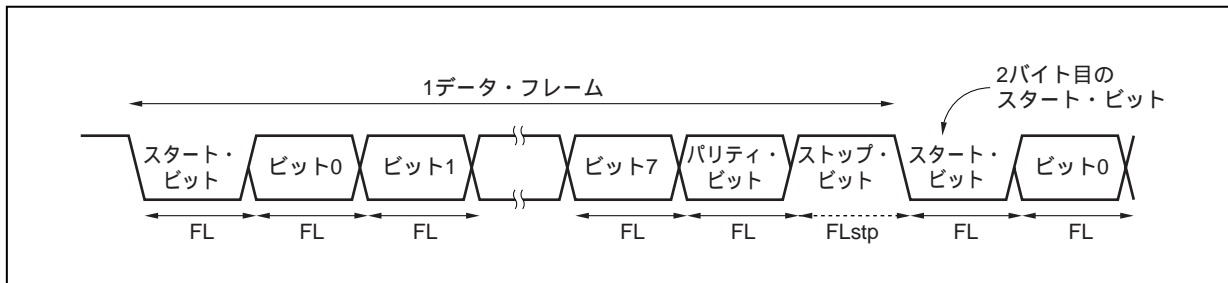 1データ・フレーム
2バイト目の
スタート・ビット
スタート・
ビット
ビット0
ビット1
ビット7
パリティ・
ビット
ストップ・
ビット
スタート・
ビット
ビット0
FL
FL
FL
FL
FL
FLstp
FL
FL